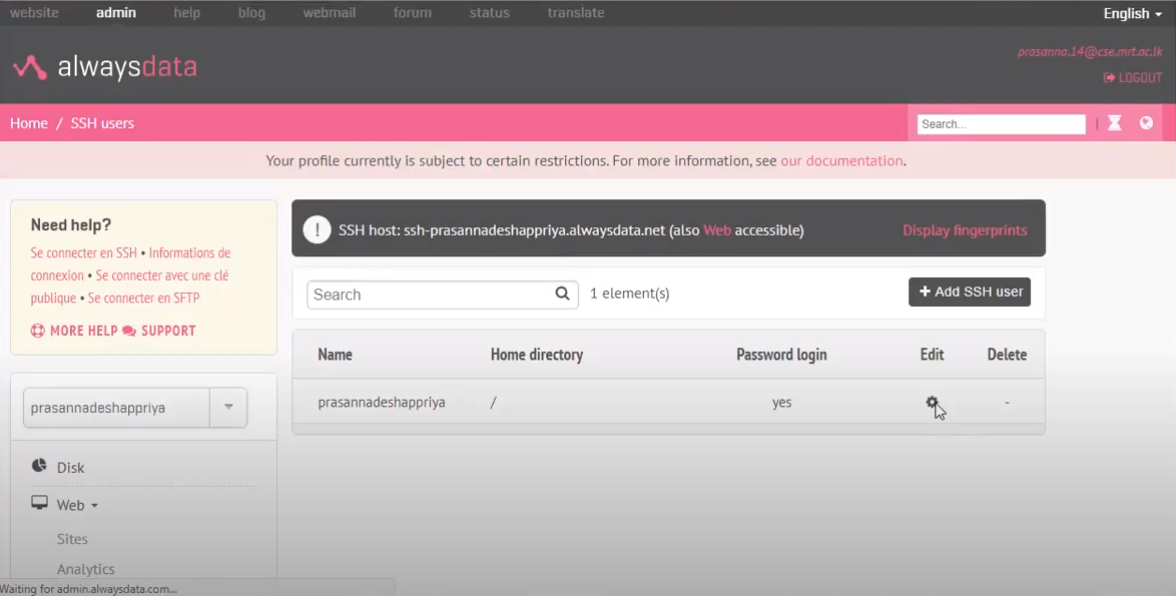 website admin help blog webmail forum status translate English
alwaysdata
prasanna.14@cse.mrt.ac.lk
LOGOUT
Home / SSH users
Search...
Your profile currently is subject to certain restrictions. For more information, see our documentation.
Need help?
Se connecter en SSH • Informations de
connexion • Se connecter avec une clé
publique • Se connecter en SFTP
MORE HELP SUPPORT
! SSH host: ssh-prasannadeshappriya.alwaysdata.net (also Web accessible) Display fingerprints
Search 1 element(s) + Add SSH user
Name Home directory Password login Edit Delete
prasannadeshappriya / yes -
prasannadeshappriya
Disk
Web
Sites
Analytics
Waiting for admin.alwaysdata.com...